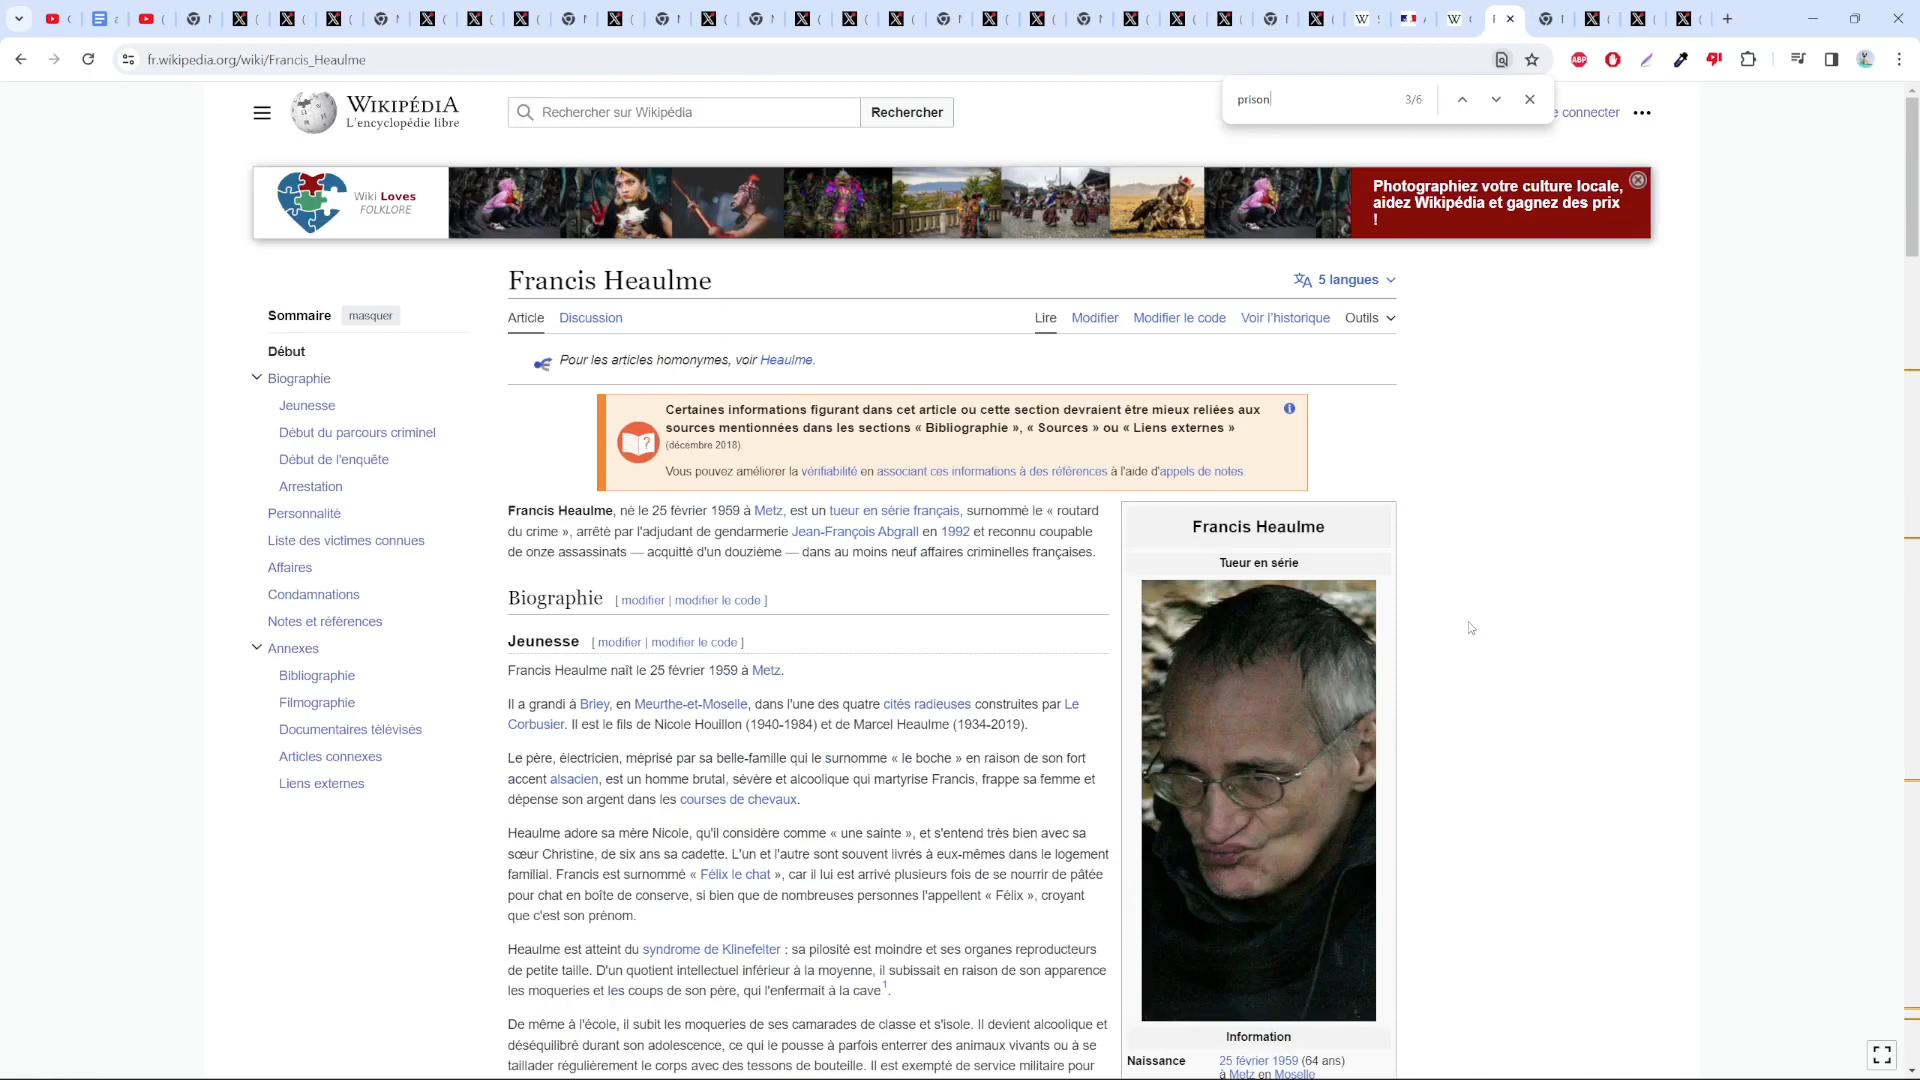 fr.wikipedia.org/wiki/Francis_Heaulme
prison
3/6
WIKIPÉDIA
L'encyclopédie libre
Rechercher sur Wikipédia
Rechercher
connecter
Wiki Loves
FOLKLORE
Photographiez votre culture locale,
aidez Wikipédia et gagnez des prix
!
Francis Heaulme
5 langues
Article
Discussion
Lire
Modifier
Modifier le code
Voir l'historique
Outils
Sommaire
masquer
Début
Biographie
Jeunesse
Début du parcours criminel
Début de l'enquête
Arrestation
Personnalité
Liste des victimes connues
Affaires
Condamnations
Notes et références
Annexes
Bibliographie
Filmographie
Documentaires télévisés
Articles connexes
Liens externes
Pour les articles homonymes, voir Heaulme.
Certaines informations figurant dans cet article ou cette section devraient être mieux reliées aux
sources mentionnées dans les sections « Bibliographie », « Sources » ou « Liens externes »
(décembre 2018).
Vous pouvez améliorer la vérifiabilité en associant ces informations à des références à l'aide d'appels de notes.
Francis Heaulme, né le 25 février 1959 à Metz, est un tueur en série français, surnommé le « routard
du crime », arrêté par l'adjudant de gendarmerie Jean-François Abgrall en 1992 et reconnu coupable
de onze assassinats — acquitté d'un douzième — dans au moins neuf affaires criminelles françaises.
Biographie [ modifier | modifier le code ]
Jeunesse [ modifier | modifier le code ]
Francis Heaulme naît le 25 février 1959 à Metz.
Il a grandi à Briey, en Meurthe-et-Moselle, dans l'une des quatre cités radieuses construites par Le
Corbusier. Il est le fils de Nicole Houillon (1940-1984) et de Marcel Heaulme (1934-2019).
Le père, électricien, méprisé par sa belle-famille qui le surnomme « le boche » en raison de son fort
accent alsacien, est un homme brutal, sévère et alcoolique qui martyrise Francis, frappe sa femme et
dépense son argent dans les courses de chevaux.
Heaulme adore sa mère Nicole, qu'il considère comme « une sainte », et s'entend très bien avec sa
sœur Christine, de six ans sa cadette. L'un et l'autre sont souvent livrés à eux-mêmes dans le logement
familial. Francis est surnommé « Félix le chat », car il lui est arrivé plusieurs fois de se nourrir de pâtée
pour chat en boîte de conserve, si bien que de nombreuses personnes l'appellent « Félix », croyant
que c'est son prénom.
Heaulme est atteint du syndrome de Klinefelter : sa pilosité est moindre et ses organes reproducteurs
de petite taille. D'un quotient intellectuel inférieur à la moyenne, il subissait en raison de son apparence
les moqueries et les coups de son père, qui l'enfermait à la cave1.
De même à l'école, il subit les moqueries de ses camarades de classe et s'isole. Il devient alcoolique et
déséquilibré durant son adolescence, ce qui le pousse à parfois enterrer des animaux vivants ou à se
taillader régulièrement le corps avec des tessons de bouteille. Il est exempté de service militaire pour
Francis Heaulme
Tueur en série
Information
Naissance
25 février 1959 (64 ans)
à Metz en Moselle